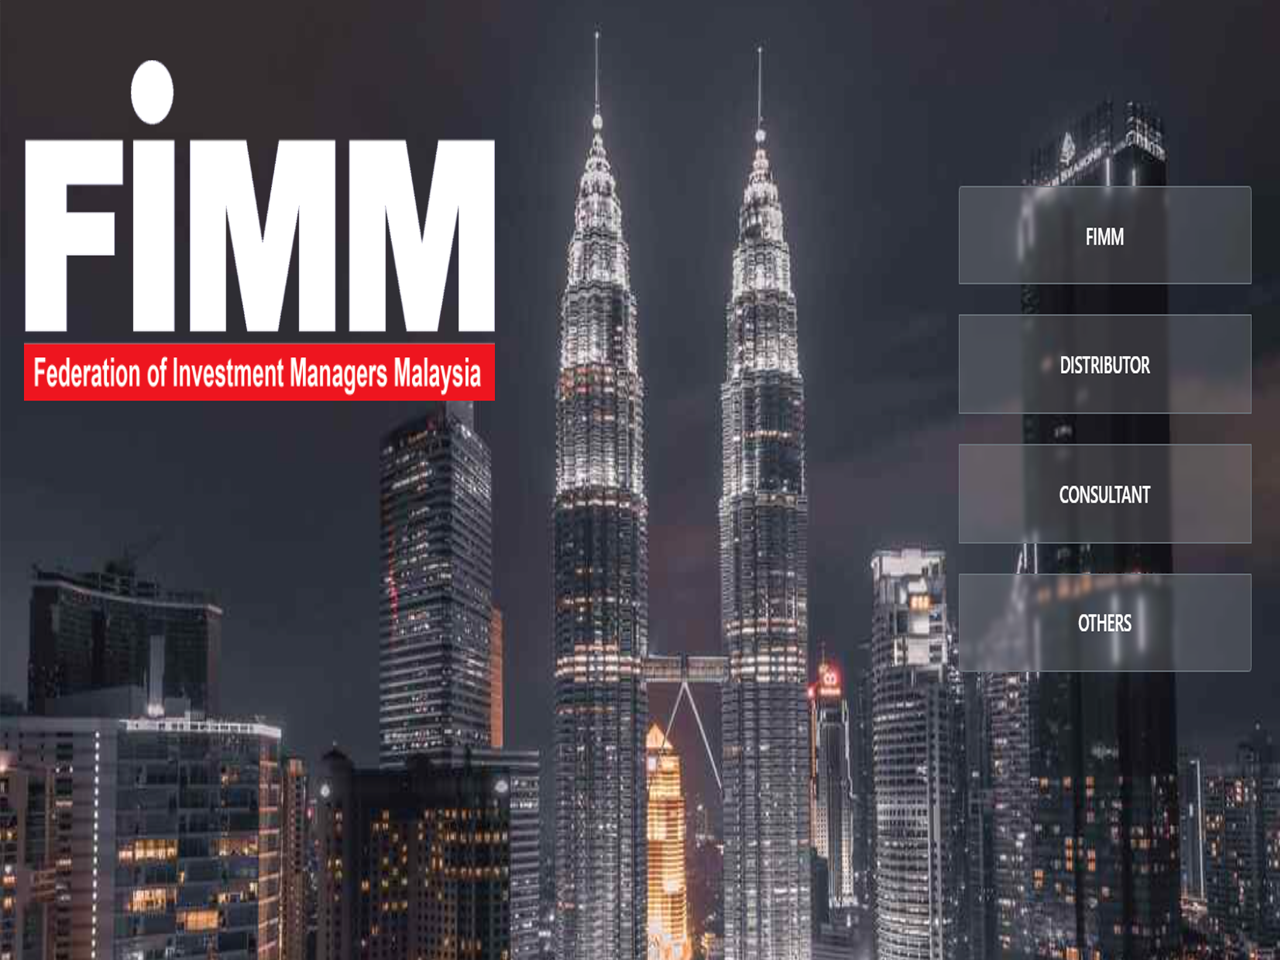 FiMM
Federation of Investment Managers Malaysia
FIMM
DISTRIBUTOR
CONSULTANT
OTHERS